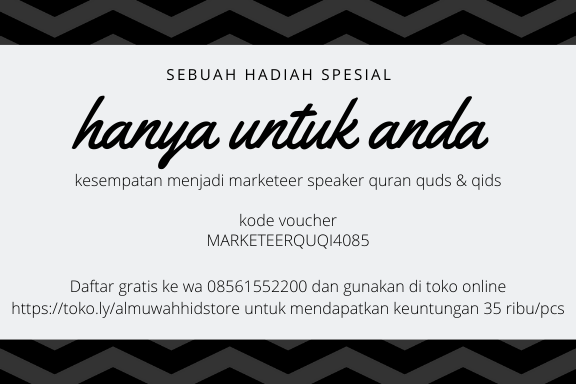 SEBUAH HADIAH SPESIAL
hanya untuk anda
kesempatan menjadi marketeer speaker quran quds & qids
kode voucher
MARKETEERQUQI4085
Daftar gratis ke wa 08561552200 dan gunakan di toko online
https://toko.ly/almuwahhidstore untuk mendapatkan keuntungan 35 ribu/pcs